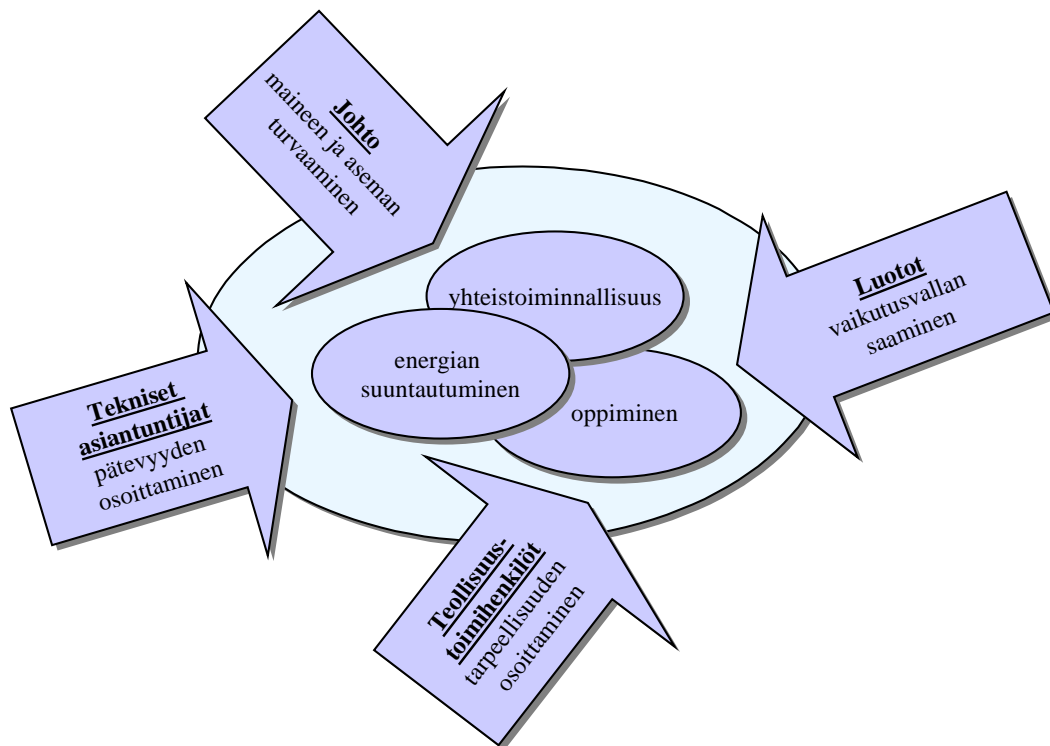 Johto
maineen ja aseman
turvaaminen
Luotot
vaikutusvallan
saaminen
yhteistoiminnallisuus
energian
suuntautuminen
oppiminen
Tekniset
asiantuntijat
pätevyyden
osoittaminen
Teollisuus-
toimihenkilöt
tarpeellisuuden
osoittaminen